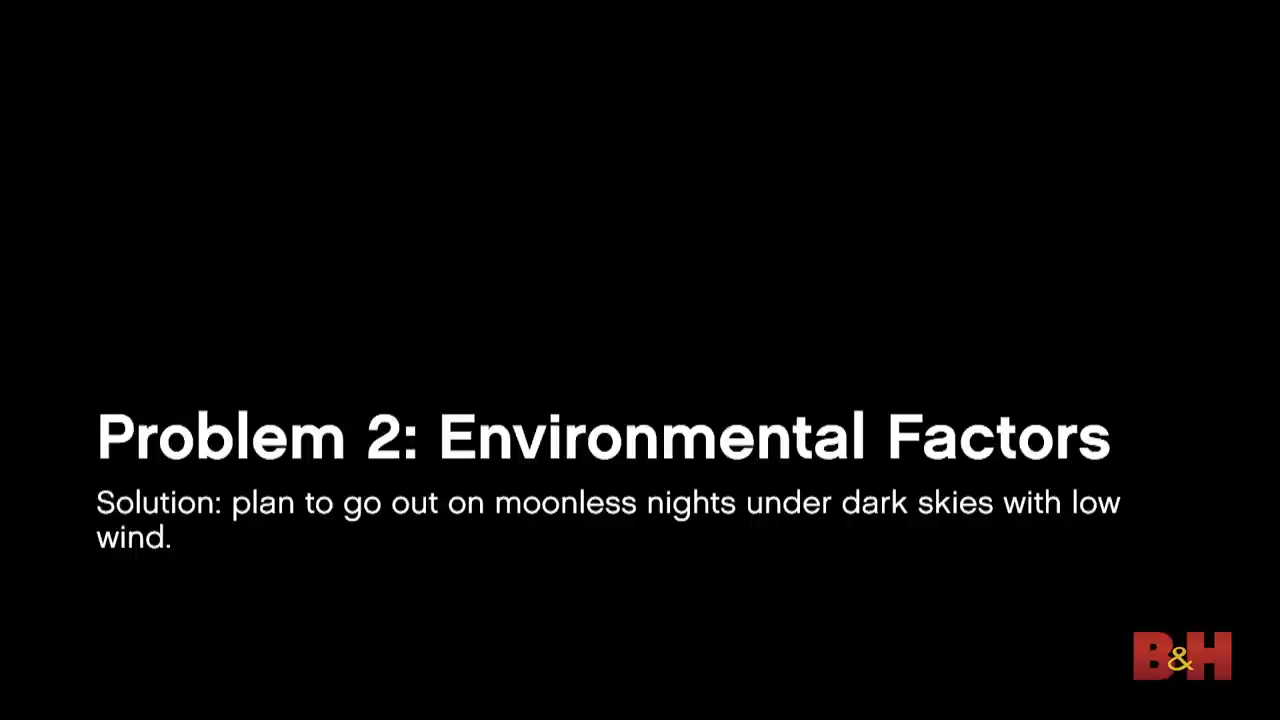 Problem 2: Environmental Factors
Solution: plan to go out on moonless nights under dark skies with low
wind.
B&H